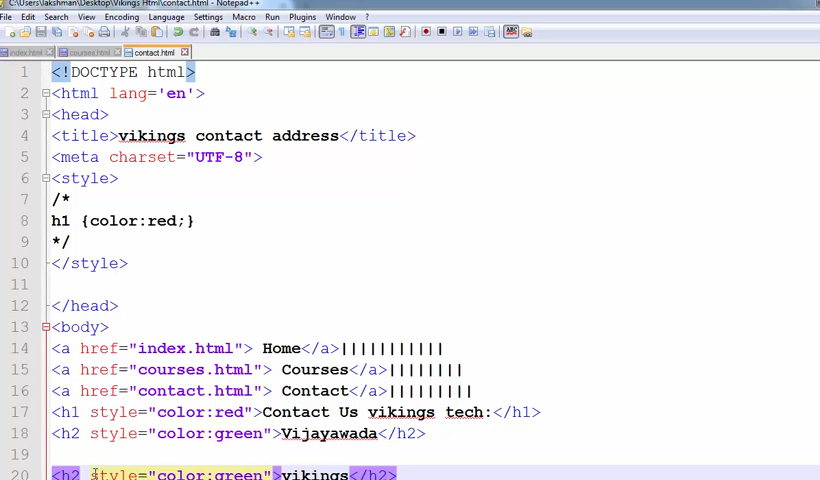 C:\Users\lakshman\Desktop\Vikings Html\contact.html - Notepad++
File Edit Search View Encoding Language Settings Macro Run Plugins Window ?
index.html courses.html contact.html
1 <!DOCTYPE html>
2 <html lang='en'>
3 <head>
4 <title>vikings contact address</title>
5 <meta charset="UTF-8">
6 <style>
7 /*
8 h1 {color:red;}
9 */
10 </style>
11
12 </head>
13 <body>
14 <a href="index.html"> Home</a>|||||||||||
15 <a href="courses.html"> Courses</a>||||||||
16 <a href="contact.html"> Contact</a>|||||||||
17 <h1 style="color:red">Contact Us vikings tech:</h1>
18 <h2 style="color:green">Vijayawada</h2>
19
20 <h2 style="color:green">vikings</h2>